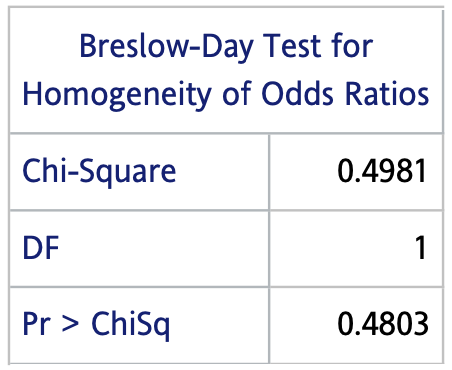 Breslow-Day Test for
Homogeneity of Odds Ratios
Chi-Square 0.4981
DF 1
Pr > ChiSq 0.4803